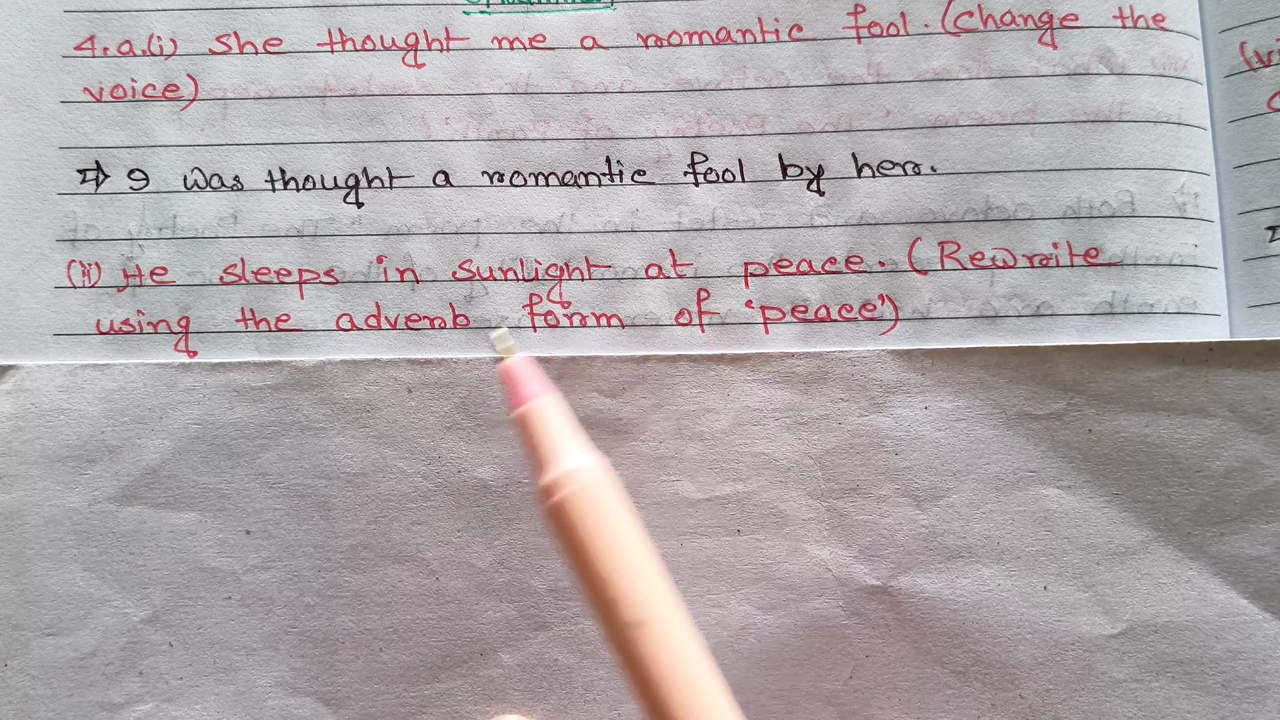 4.a.(i) She thought me a romantic fool. (Change the
voice)
⇒ I was thought a romantic fool by her.
(ii) He sleeps in sunlight at peace. (Rewrite
using the adverb form of 'peace')